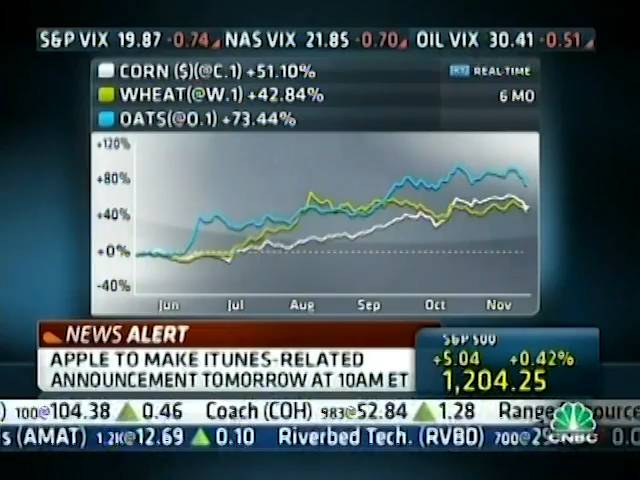 S&P VIX 19.87 -0.74 NAS VIX 21.85 -0.70 OIL VIX 30.41 -0.51
CORN ($)(@C.1) +51.10%
REAL-TIME
WHEAT(@W.1) +42.84%
6 MO
OATS(@O.1) +73.44%
+120%
+80%
+40%
+0%
-40%
Jun Jul Aug Sep Oct Nov
NEWS ALERT
APPLE TO MAKE ITUNES-RELATED
ANNOUNCEMENT TOMORROW AT 10AM ET
S&P 500
+5.04 +0.42%
1,204.25
) 100@104.38 0.46 Coach (COH) 983@52.84 1.28 Range
s (AMAT) 1.2K@12.69 0.10 Riverbed Tech. (RVBD) 700@
CNBC